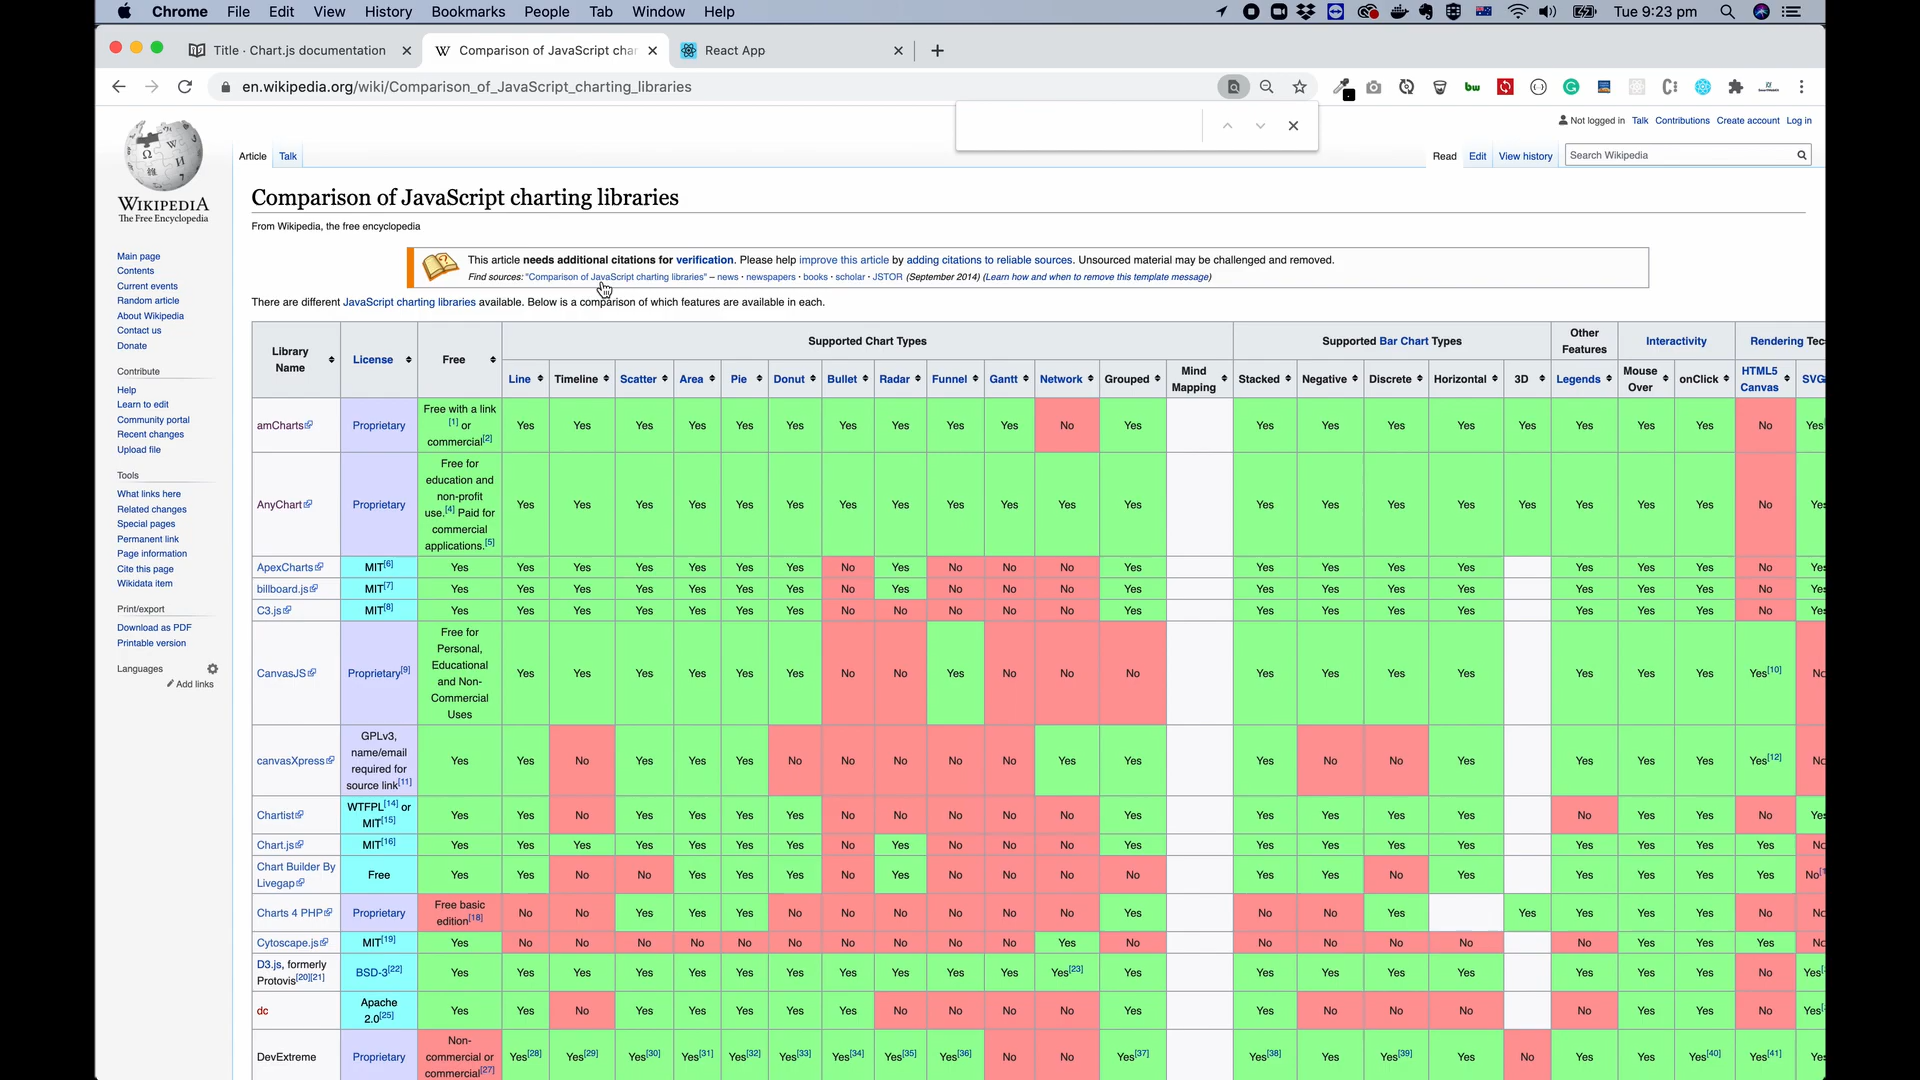 Chrome File Edit View History Bookmarks People Tab Window Help Tue 9:23 pm
Title · Chart.js documentation Comparison of JavaScript char React App
en.wikipedia.org/wiki/Comparison_of_JavaScript_charting_libraries
Not logged in Talk Contributions Create account Log in
Article Talk Read Edit View history Search Wikipedia
WIKIPEDIA
The Free Encyclopedia
Main page
Contents
Current events
Random article
About Wikipedia
Contact us
Donate
Contribute
Help
Learn to edit
Community portal
Recent changes
Upload file
Tools
What links here
Related changes
Special pages
Permanent link
Page information
Cite this page
Wikidata item
Print/export
Download as PDF
Printable version
Languages
Add links
Comparison of JavaScript charting libraries
From Wikipedia, the free encyclopedia
This article needs additional citations for verification. Please help improve this article by adding citations to reliable sources. Unsourced material may be challenged and removed.
Find sources: "Comparison of JavaScript charting libraries" – news · newspapers · books · scholar · JSTOR (September 2014) (Learn how and when to remove this template message)
There are different JavaScript charting libraries available. Below is a comparison of which features are available in each.
Library Name License Free Supported Chart Types Supported Bar Chart Types Other Features Interactivity Rendering Tec
Line Timeline Scatter Area Pie Donut Bullet Radar Funnel Gantt Network Grouped Mind Mapping Stacked Negative Discrete Horizontal 3D Legends Mouse Over onClick HTML5 Canvas SVG
amCharts Proprietary Free with a link [1] or commercial[2] Yes Yes Yes Yes Yes Yes Yes Yes Yes Yes No Yes Yes Yes Yes Yes Yes Yes Yes Yes No Yes
AnyChart Proprietary Free for education and non-profit use.[4] Paid for commercial applications.[5] Yes Yes Yes Yes Yes Yes Yes Yes Yes Yes Yes Yes Yes Yes Yes Yes Yes Yes Yes Yes No Yes
ApexCharts MIT[6] Yes Yes Yes Yes Yes Yes Yes No Yes No No No Yes Yes Yes Yes Yes Yes Yes Yes No Yes
billboard.js MIT[7] Yes Yes Yes Yes Yes Yes Yes No Yes No No No Yes Yes Yes Yes Yes Yes Yes Yes No Yes
C3.js MIT[8] Yes Yes Yes Yes Yes Yes Yes No No No No No Yes Yes Yes Yes Yes Yes Yes Yes No Yes
CanvasJS Proprietary[9] Free for Personal, Educational and Non-Commercial Uses Yes Yes Yes Yes Yes Yes No No Yes No No No Yes Yes Yes Yes Yes Yes Yes Yes[10] No
canvasXpress GPLv3, name/email required for source link[11] Yes Yes No Yes Yes Yes No No No No No Yes Yes Yes No No Yes Yes Yes Yes Yes[12] No
Chartist WTFPL[14] or MIT[15] Yes Yes No Yes Yes Yes Yes No No No No No Yes Yes Yes Yes Yes No Yes Yes No Yes
Chart.js MIT[16] Yes Yes Yes Yes Yes Yes Yes No Yes No No No Yes Yes Yes Yes Yes Yes Yes Yes Yes No
Chart Builder By Livegap Free Yes Yes No No Yes Yes Yes No Yes No No No No Yes Yes No Yes Yes Yes Yes Yes No
Charts 4 PHP Proprietary Free basic edition[18] No No Yes Yes Yes No No No No No No Yes No No Yes Yes Yes Yes Yes No No
Cytoscape.js MIT[19] Yes No No No No No No No No No No Yes No No No No No No Yes Yes Yes No
D3.js, formerly Protovis[20][21] BSD-3[22] Yes Yes Yes Yes Yes Yes Yes Yes Yes Yes Yes Yes[23] Yes Yes Yes Yes Yes Yes Yes Yes No Yes
dc Apache 2.0[25] Yes Yes No Yes Yes Yes Yes Yes No No No No Yes Yes No No No No Yes Yes No Yes
DevExtreme Proprietary Non-commercial or commercial[27] Yes[28] Yes[29] Yes[30] Yes[31] Yes[32] Yes[33] Yes[34] Yes[35] Yes[36] No No Yes[37] Yes[38] Yes Yes[39] Yes No Yes Yes Yes[40] Yes[41] Yes